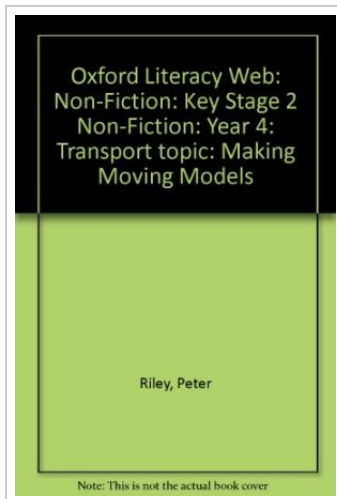 Oxford Literacy Web:
Non-Fiction: Key Stage 2
Non-Fiction: Year 4:
Transport topic: Making
Moving Models
Riley, Peter
Note: This is not the actual book cover